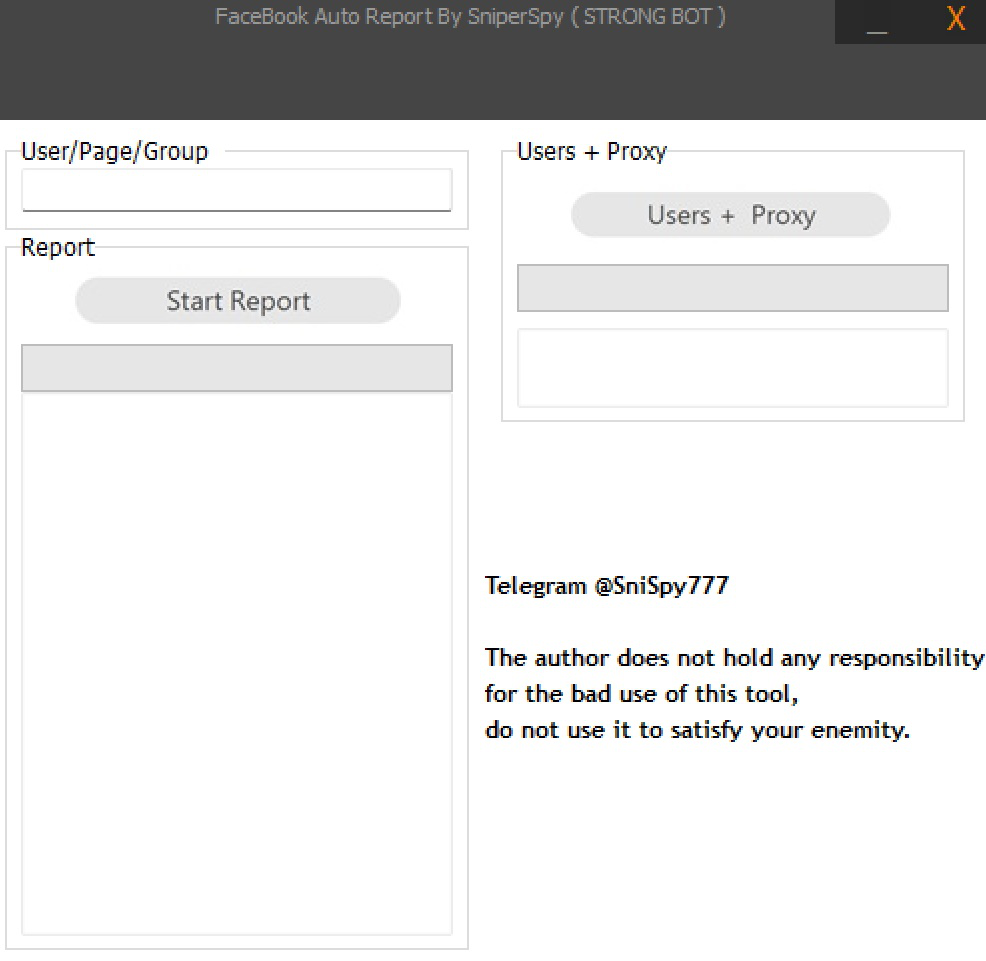 FaceBook Auto Report By SniperSpy ( STRONG BOT )
_ X
User/Page/Group
Report
Start Report
Users + Proxy
Users + Proxy
Telegram @SniSpy777
The author does not hold any responsibility
for the bad use of this tool,
do not use it to satisfy your enemity.